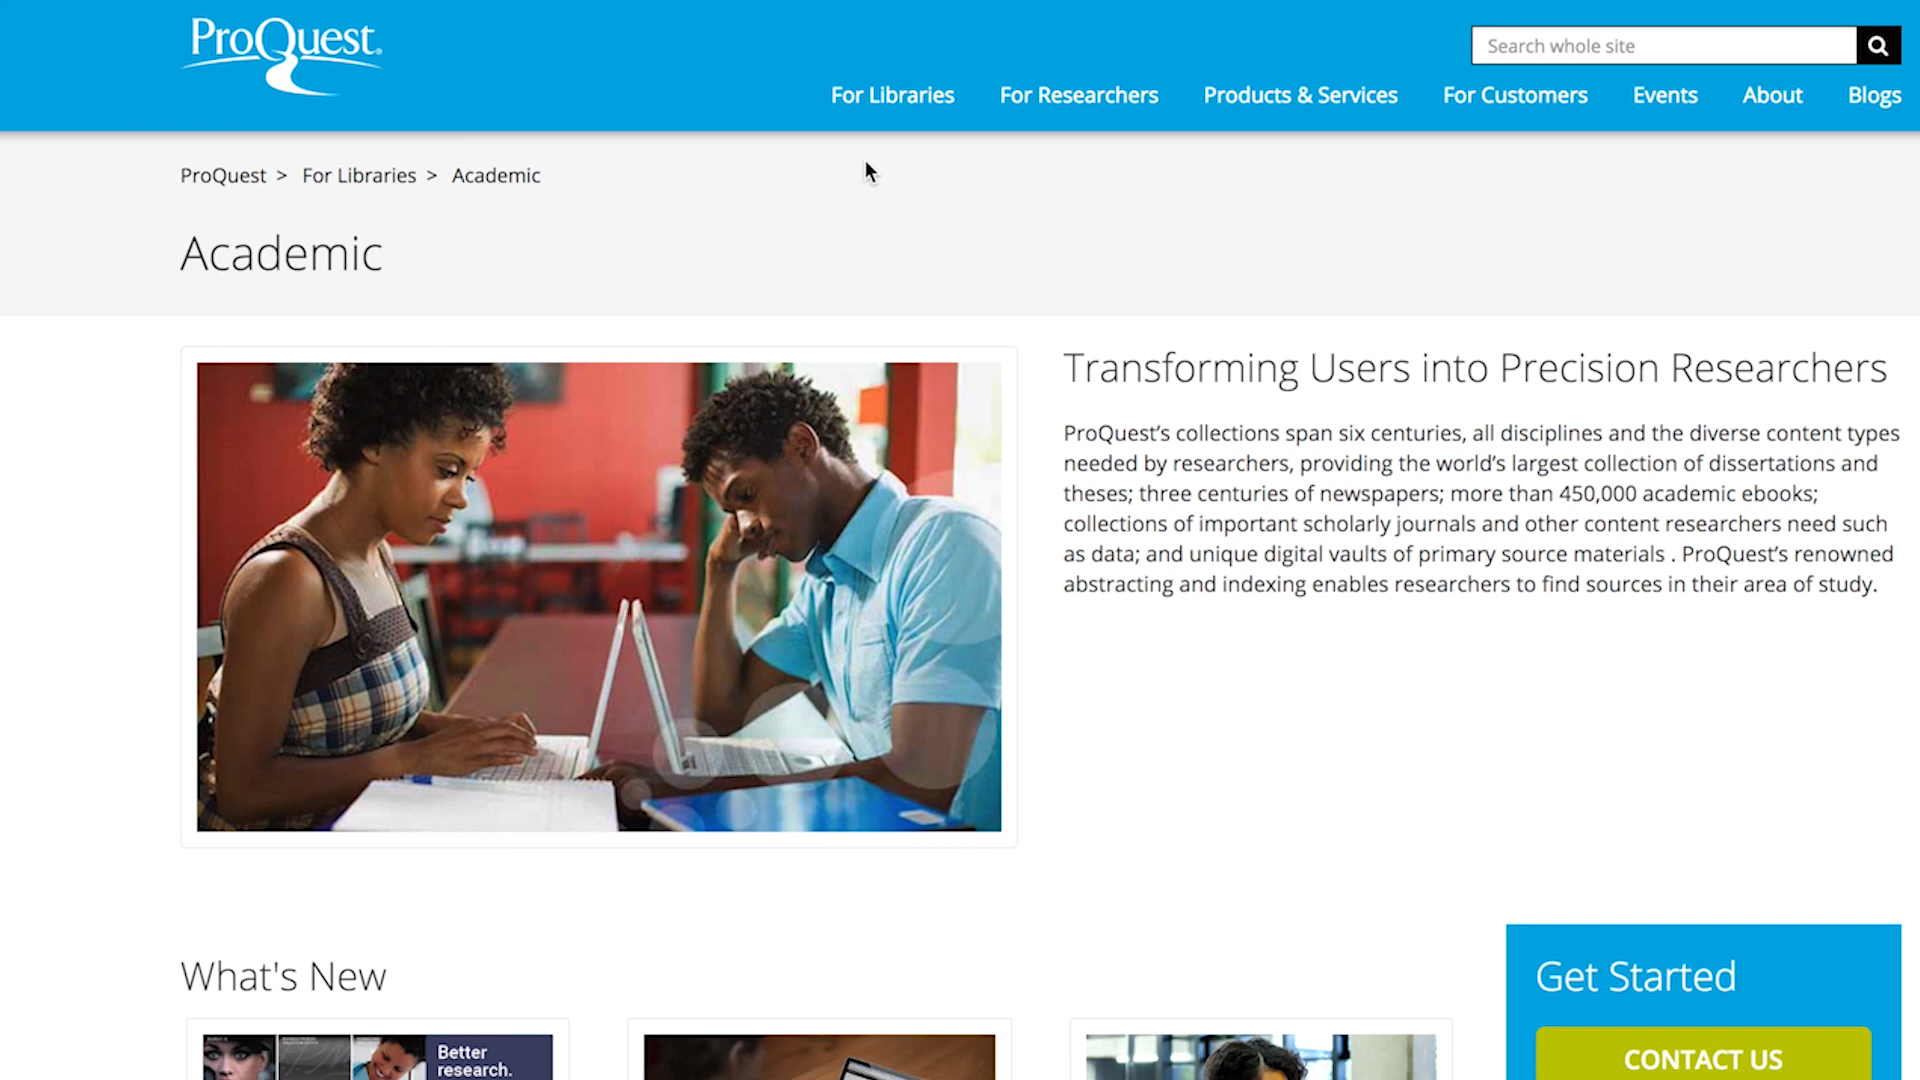 ProQuest
Search whole site
For Libraries
For Researchers
Products & Services
For Customers
Events
About
Blogs
ProQuest > For Libraries > Academic
Academic
Transforming Users into Precision Researchers
ProQuest’s collections span six centuries, all disciplines and the diverse content types
needed by researchers, providing the world’s largest collection of dissertations and
theses; three centuries of newspapers; more than 450,000 academic ebooks;
collections of important scholarly journals and other content researchers need such
as data; and unique digital vaults of primary source materials . ProQuest’s renowned
abstracting and indexing enables researchers to find sources in their area of study.
What's New
Better
research.
Get Started
CONTACT US